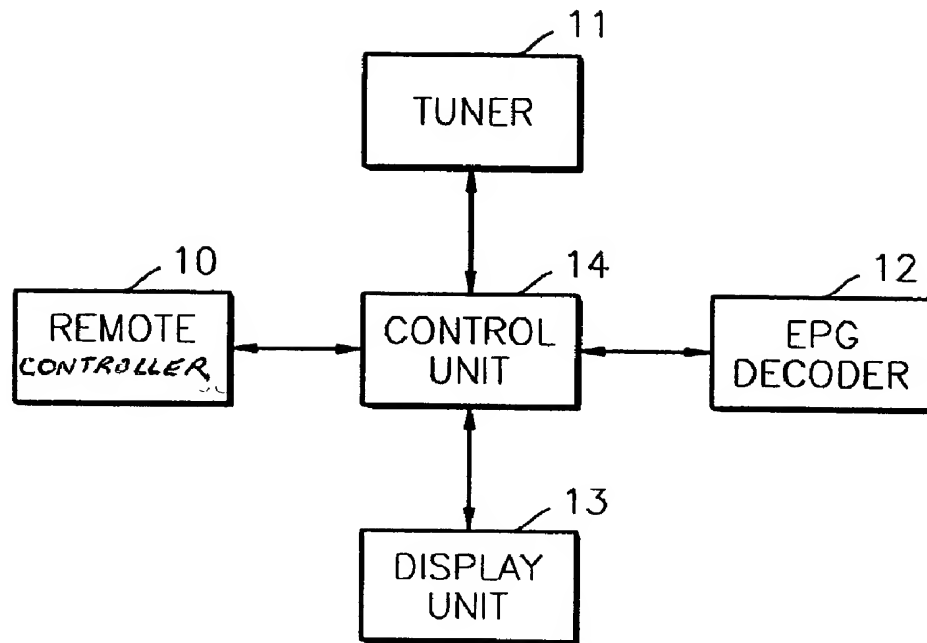 11
TUNER
10
14
12
REMOTE
CONTROLLER
CONTROL
UNIT
EPG
DECODER
13
DISPLAY
UNIT